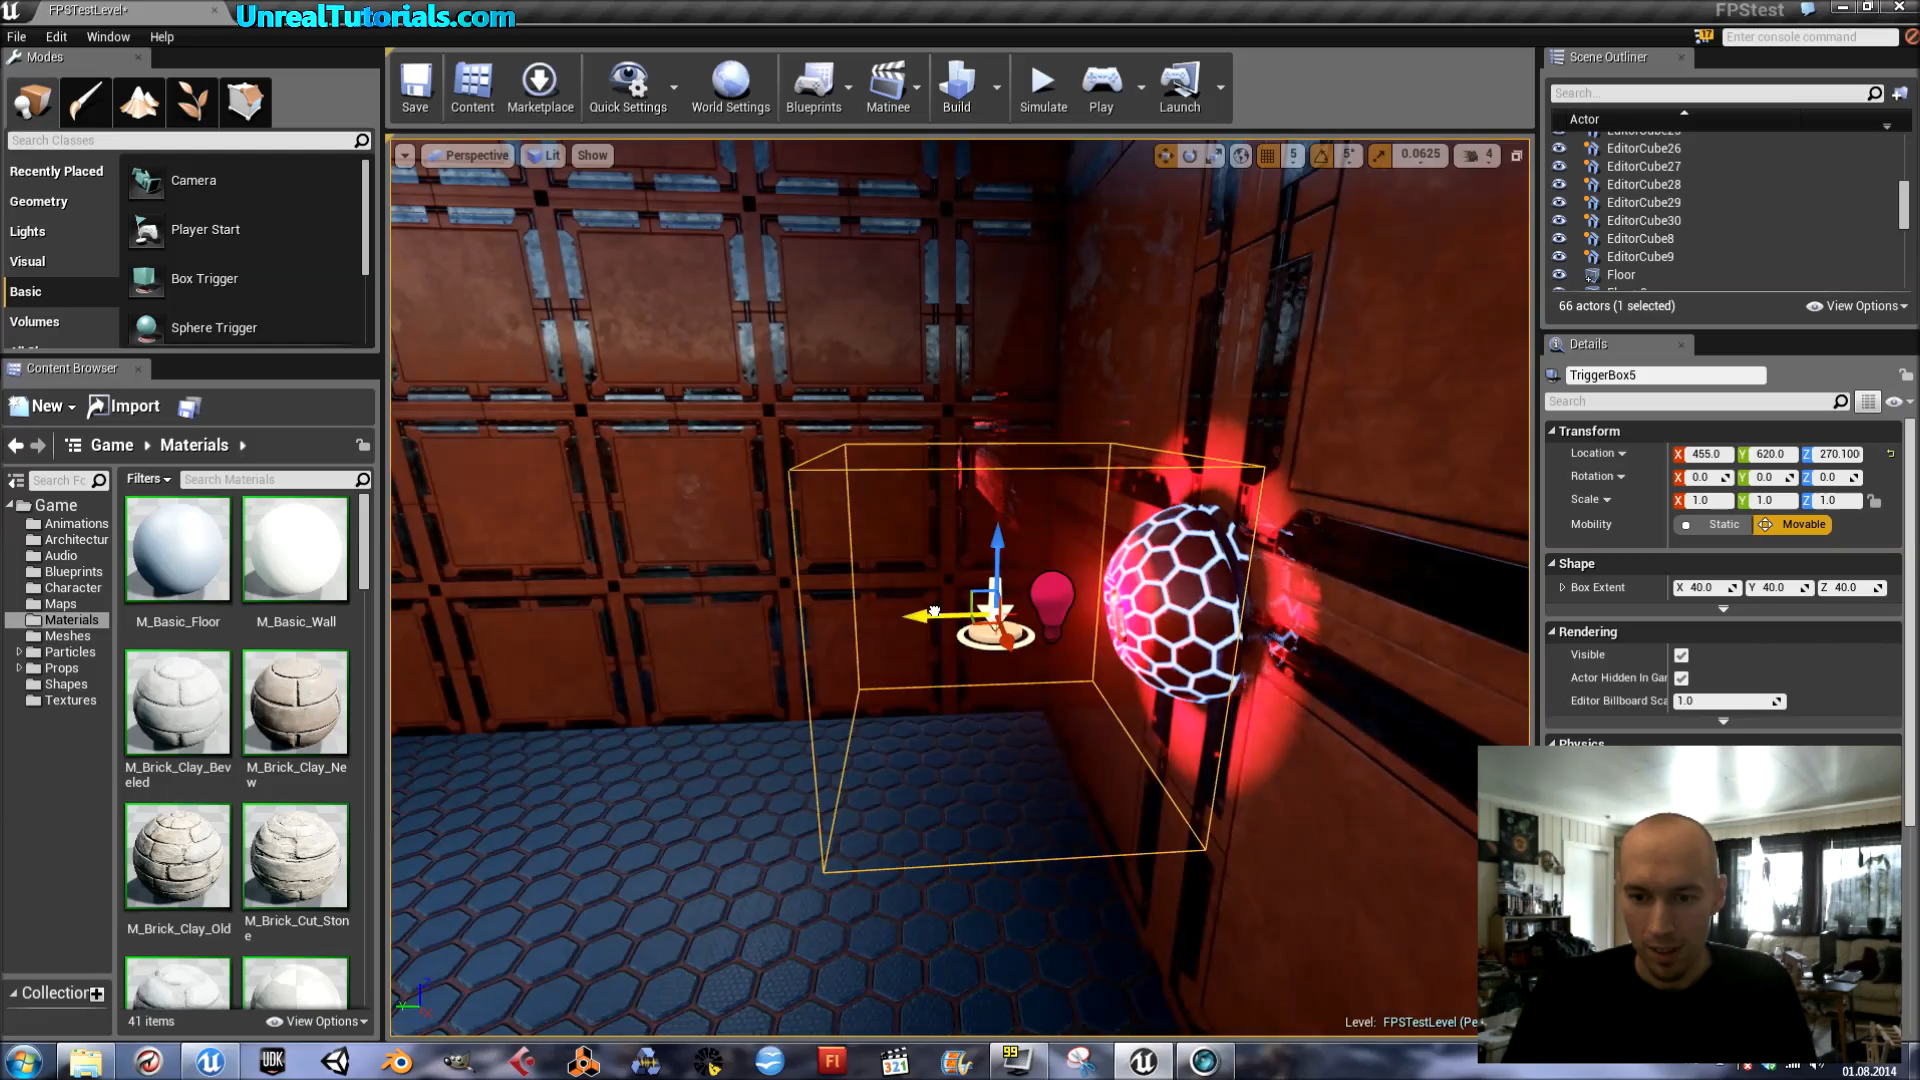 FPSTestLevel*
UnrealTutorials.com
FPStest
File Edit Window Help
17
Enter console command
Modes
Search Classes
Recently Placed
Geometry
Lights
Visual
Basic
Volumes
Camera
Player Start
Box Trigger
Sphere Trigger
Save
Content
Marketplace
Quick Settings
World Settings
Blueprints
Matinee
Build
Simulate
Play
Launch
Perspective
Lit
Show
5
5°
0.0625
4
Scene Outliner
Search...
Actor
EditorCube25
EditorCube26
EditorCube27
EditorCube28
EditorCube29
EditorCube30
EditorCube8
EditorCube9
Floor
66 actors (1 selected)
View Options
Details
TriggerBox5
Search
Transform
Location X 455.0 Y 620.0 Z 270.100
Rotation X 0.0 Y 0.0 Z 0.0
Scale X 1.0 Y 1.0 Z 1.0
Mobility Static Movable
Shape
Box Extent X 40.0 Y 40.0 Z 40.0
Rendering
Visible
Actor Hidden In Gar
Editor Billboard Sca 1.0
Physics
Content Browser
New Import
Game Materials
Search Fc
Filters
Search Materials
Game
Animations
Architectur
Audio
Blueprints
Character
Maps
Materials
Meshes
Particles
Props
Shapes
Textures
M_Basic_Floor
M_Basic_Wall
M_Brick_Clay_Bev
eled
M_Brick_Clay_Ne
w
M_Brick_Clay_Old
M_Brick_Cut_Ston
e
Collection
41 items
View Options
Level: FPSTestLevel (Pe
UDK
Fl
321
99
01.08.2014